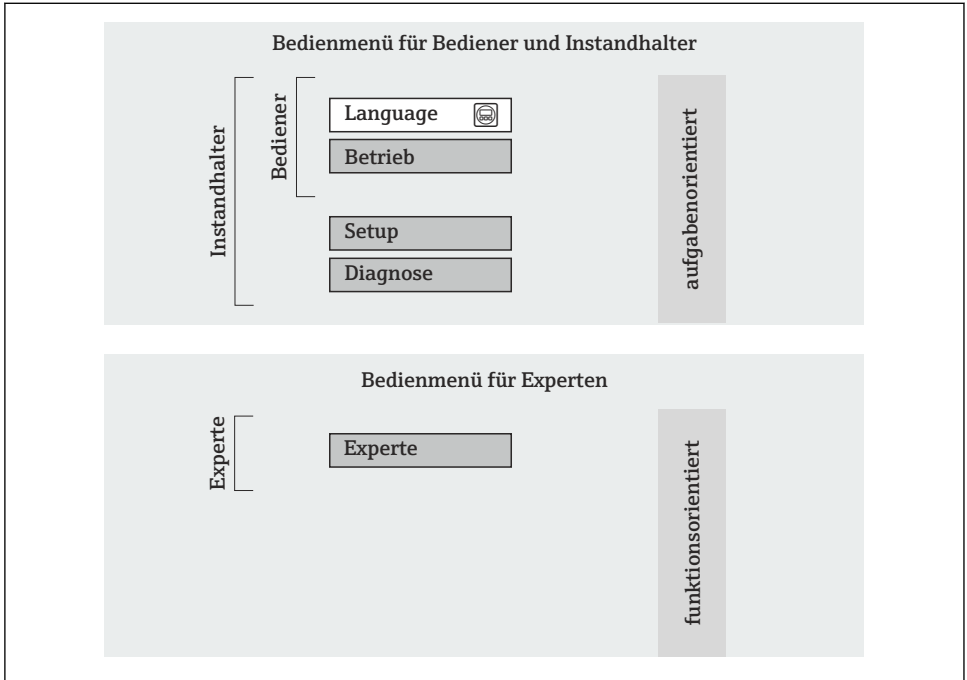 Bedienmenü für Bediener und Instandhalter
Instandhalter
Bediener
Language
Betrieb
Setup
Diagnose
aufgabenorientiert
Bedienmenü für Experten
Experte
Experte
funktionsorientiert